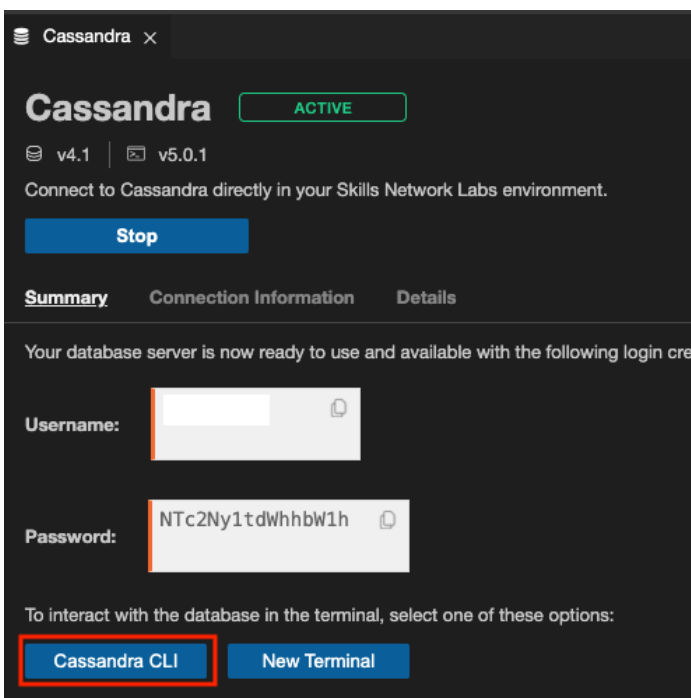 Cassandra ×
Cassandra ACTIVE
v4.1 v5.0.1
Connect to Cassandra directly in your Skills Network Labs environment.
Stop
Summary Connection Information Details
Your database server is now ready to use and available with the following login cre
Username:
Password: NTc2Ny1tdWhhbW1h
To interact with the database in the terminal, select one of these options:
Cassandra CLI New Terminal